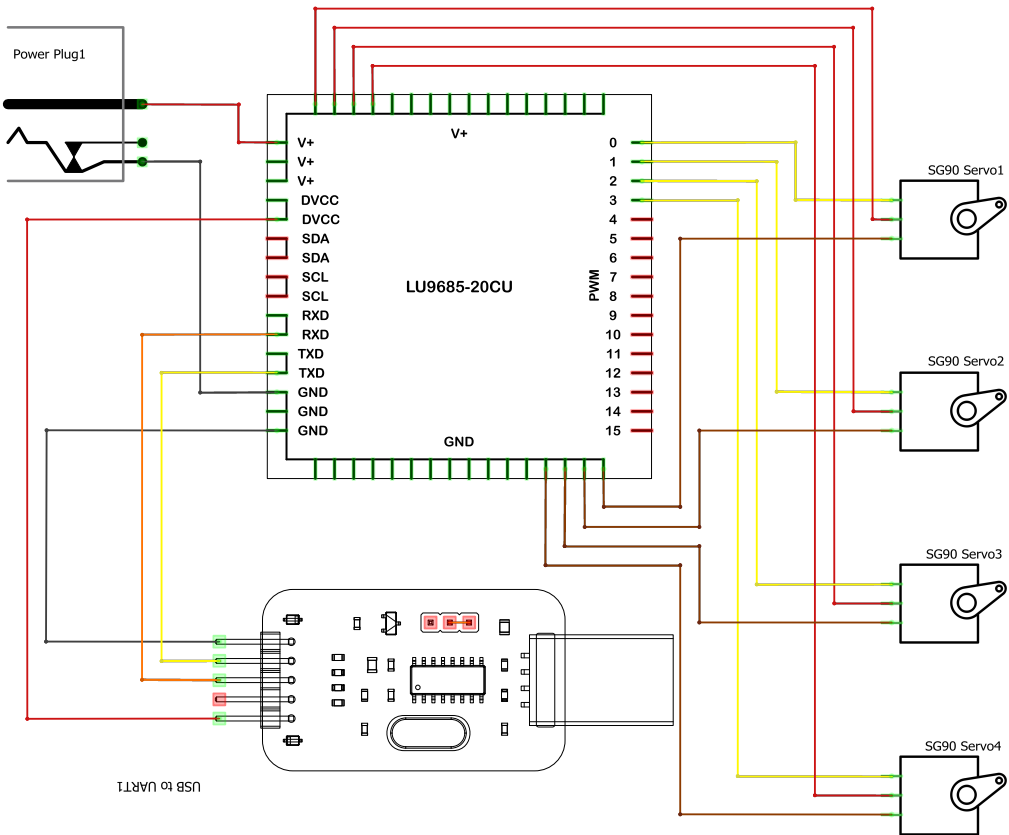 Power Plug1
V+
V+
V+
V+
DVCC
DVCC
SDA
SDA
SCL
SCL
RXD
RXD
TXD
TXD
GND
GND
GND
LU9685-20CU
GND
PWM
0
1
2
3
4
5
6
7
8
9
10
11
12
13
14
15
SG90 Servo1
SG90 Servo2
SG90 Servo3
SG90 Servo4
USB to UART1